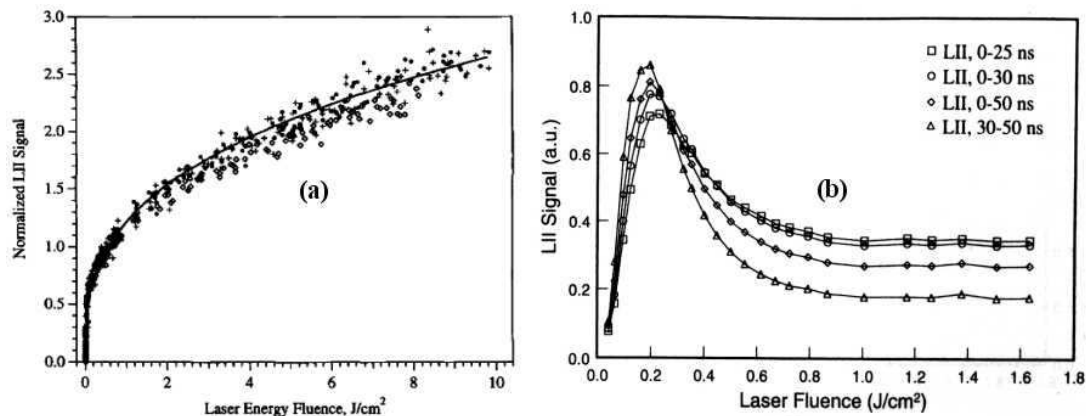 3.0
2.5
2.0
1.5
1.0
0.5
0.0
Normalized LII Signal
(a)
0 2 4 6 8 10
Laser Energy Fluence, J/cm²
(b)
1.0
0.8
0.6
0.4
0.2
0.0
LII Signal (a.u.)
LII, 0-25 ns
LII, 0-30 ns
LII, 0-50 ns
LII, 30-50 ns
0.0 0.2 0.4 0.6 0.8 1.0 1.2 1.4 1.6 1.8
Laser Fluence (J/cm²)